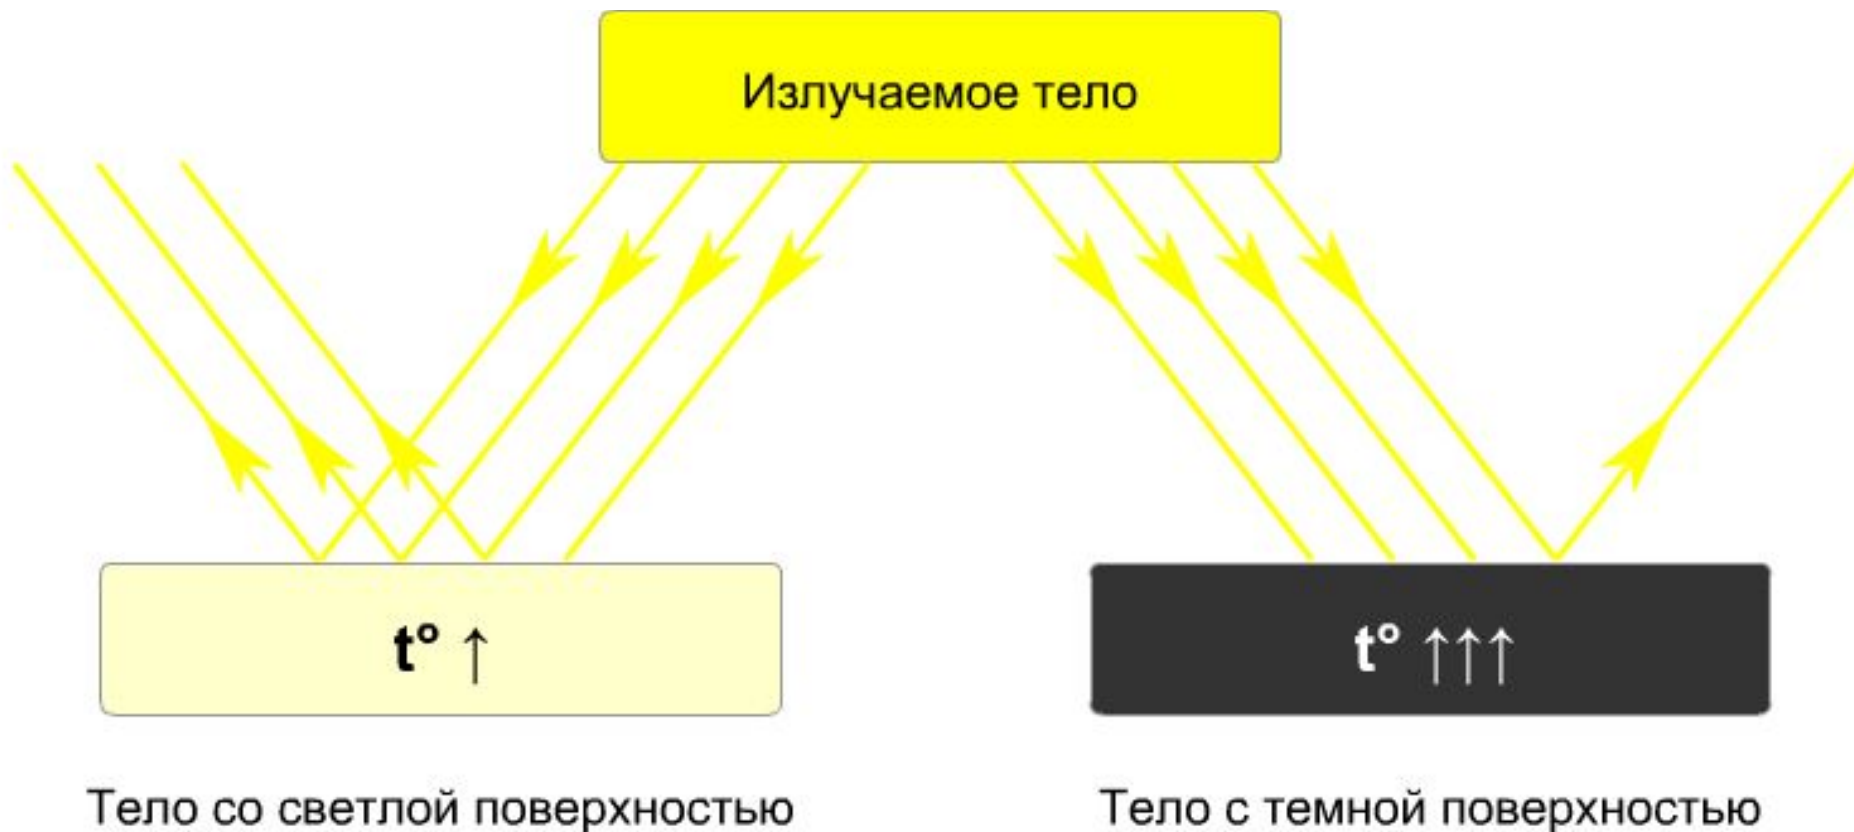 Излучаемое тело
t° ↑
t° ↑↑↑
Тело со светлой поверхностью
Тело с темной поверхностью